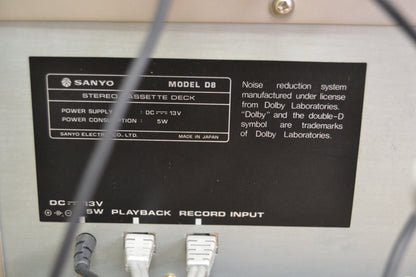 SANYO MODEL D8
STEREO CASSETTE DECK
POWER SUPPLY : DC 13V
POWER CONSUMPTION : 5W
SANYO ELECTRIC CO., LTD. MADE IN JAPAN
Noise reduction system
manufactured under license
from Dolby Laboratories.
"Dolby" and the double-D
symbol are trademarks
of Dolby Laboratories.
DC 13V
5W PLAYBACK RECORD INPUT